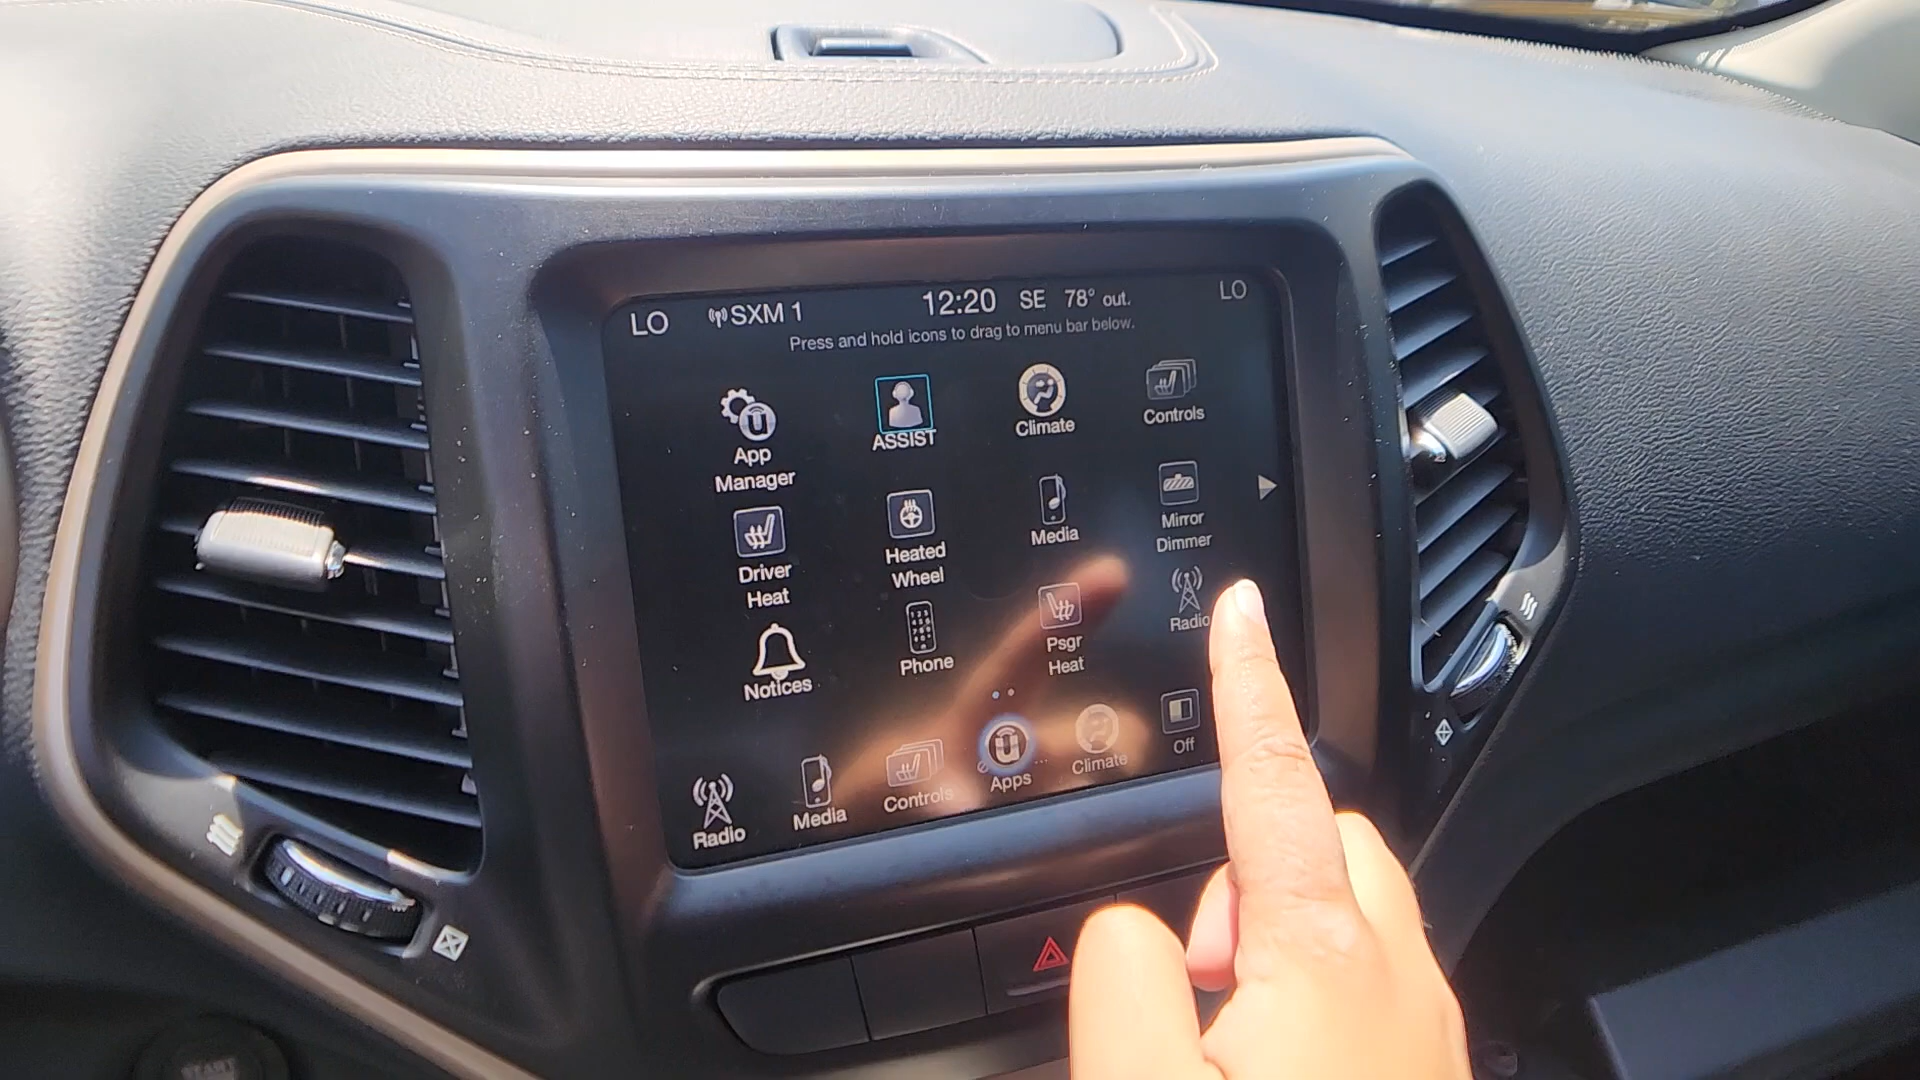 LO SXM 1 12:20 SE 78° out. LO
Press and hold icons to drag to menu bar below.
App
Manager
ASSIST
Climate
Controls
Driver
Heat
Heated
Wheel
Media
Mirror
Dimmer
Notices
Phone
Psgr
Heat
Radio
Radio
Media
Controls
Apps
Climate
Off
START